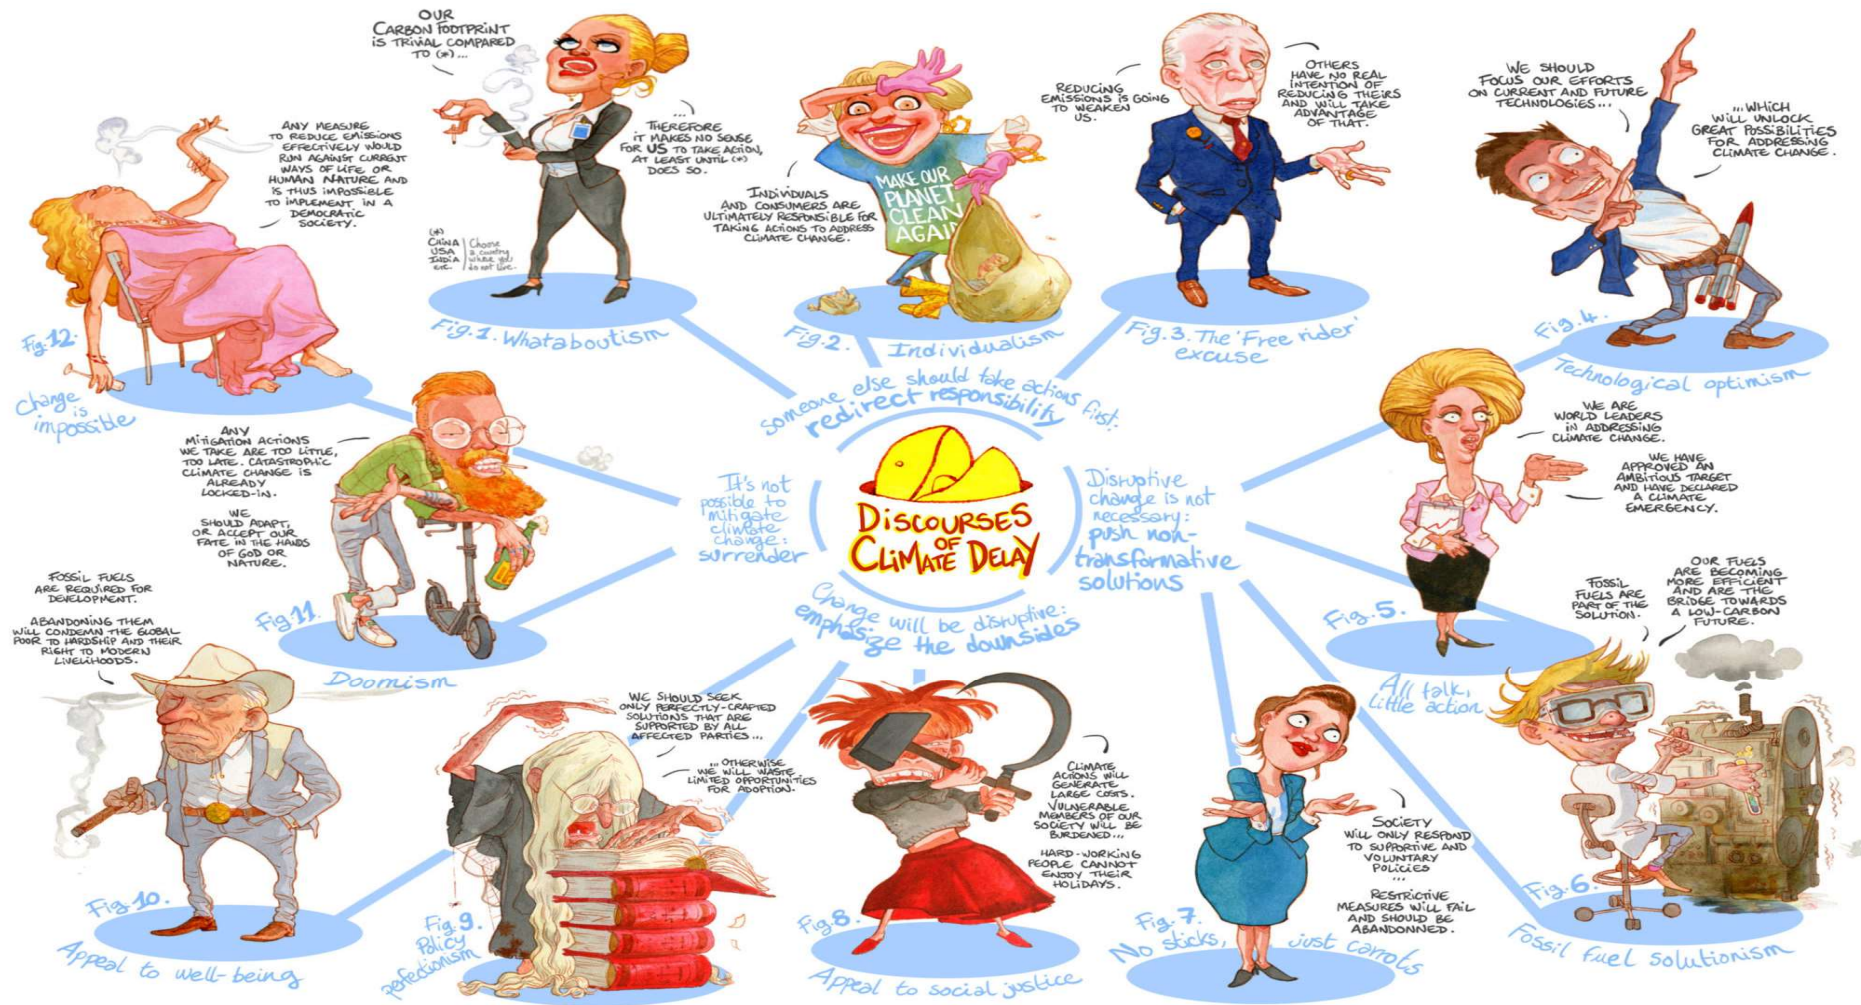 OUR
CARBON FOOTPRINT
IS TRIVIAL COMPARED
TO (*)...
...
THEREFORE
IT MAKES NO SENSE
FOR US TO TAKE ACTION,
AT LEAST UNTIL (*)
DOES SO.
(*)
CHINA
USA
INDIA
ETC.
Choose
a country
where you
do not live.
Fig.1. Whataboutism
INDIVIDUALS
AND CONSUMERS ARE
ULTIMATELY RESPONSIBLE FOR
TAKING ACTIONS TO ADDRESS
CLIMATE CHANGE.
MAKE OUR
PLANET
CLEAN
AGAIN
Fig.2. Individualism
REDUCING
EMISSIONS IS GOING
TO WEAKEN
US.
OTHERS
HAVE NO REAL
INTENTION OF
REDUCING THEIRS
AND WILL TAKE
ADVANTAGE
OF THAT.
Fig.3. The 'Free rider'
excuse
WE SHOULD
FOCUS OUR EFFORTS
ON CURRENT AND FUTURE
TECHNOLOGIES...
...WHICH
WILL UNLOCK
GREAT POSSIBILITIES
FOR ADDRESSING
CLIMATE CHANGE.
Fig.4.
Technological optimism
ANY MEASURE
TO REDUCE EMISSIONS
EFFECTIVELY WOULD
RUN AGAINST CURRENT
WAYS OF LIFE OR
HUMAN NATURE AND
IS THUS IMPOSSIBLE
TO IMPLEMENT IN A
DEMOCRATIC
SOCIETY.
Fig.12.
Change
is
impossible
someone else should take actions first:
redirect responsibility
DISCOURSES
OF
CLIMATE DELAY
It's not
possible to
mitigate
climate
change:
surrender
Disruptive
change is not
necessary:
push non-
transformative
solutions
Change will be disruptive:
emphasize the downsides
WE ARE
WORLD LEADERS
IN ADDRESSING
CLIMATE CHANGE.
WE HAVE
APPROVED AN
AMBITIOUS TARGET
AND HAVE DECLARED
A CLIMATE
EMERGENCY.
Fig.5.
All talk,
little action
ANY
MITIGATION ACTIONS
WE TAKE ARE TOO LITTLE,
TOO LATE. CATASTROPHIC
CLIMATE CHANGE IS
ALREADY
LOCKED-IN.
WE
SHOULD ADAPT,
OR ACCEPT OUR
FATE IN THE HANDS
OF GOD OR
NATURE.
Fig.11.
Doomism
FOSSIL
FUELS ARE
PART OF THE
SOLUTION.
OUR FUELS
ARE BECOMING
MORE EFFICIENT
AND ARE THE
BRIDGE TOWARDS
A LOW-CARBON
FUTURE.
Fig.6.
Fossil fuel solutionism
FOSSIL FUELS
ARE REQUIRED FOR
DEVELOPMENT.
ABANDONING THEM
WILL CONDEMN THE GLOBAL
POOR TO HARDSHIP AND THEIR
RIGHT TO MODERN
LIVELIHOODS.
Fig.10.
Appeal to well-being
WE SHOULD SEEK
ONLY PERFECTLY-CRAFTED
SOLUTIONS THAT ARE
SUPPORTED BY ALL
AFFECTED PARTIES...
...OTHERWISE
WE WILL WASTE
LIMITED OPPORTUNITIES
FOR ADOPTION.
Fig.9.
Policy
perfectionism
CLIMATE
ACTIONS WILL
GENERATE
LARGE COSTS.
VULNERABLE
MEMBERS OF OUR
SOCIETY WILL BE
BURDENED...
HARD-WORKING
PEOPLE CANNOT
ENJOY THEIR
HOLIDAYS.
Fig.8.
Appeal to social justice
SOCIETY
WILL ONLY RESPOND
TO SUPPORTIVE AND
VOLUNTARY
POLICIES
...
RESTRICTIVE
MEASURES WILL FAIL
AND SHOULD BE
ABANDONNED.
Fig.7.
No sticks, just carrots